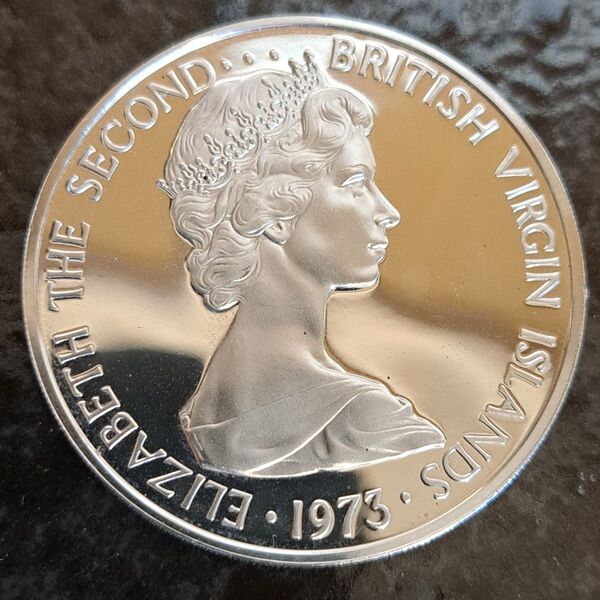 ELIZABETH THE SECOND... BRITISH VIRGIN ISLANDS · 1973 ·